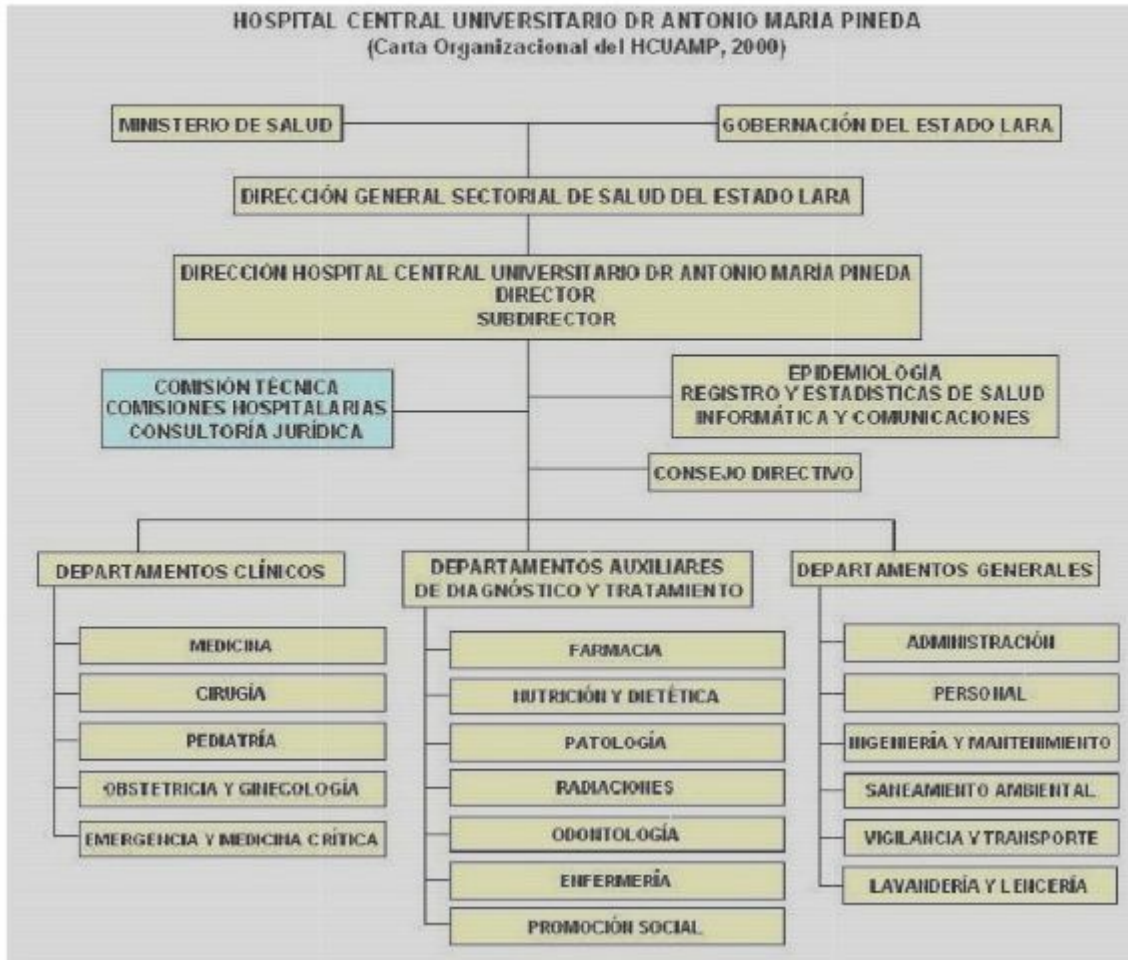 HOSPITAL CENTRAL UNIVERSITARIO DR ANTONIO MARÍA PINEDA
(Carta Organizacional del HCUAMP, 2000)
MINISTERIO DE SALUD
GOBERNACIÓN DEL ESTADO LARA
DIRECCIÓN GENERAL SECTORIAL DE SALUD DEL ESTADO LARA
DIRECCIÓN HOSPITAL CENTRAL UNIVERSITARIO DR ANTONIO MARÍA PINEDA
DIRECTOR
SUBDIRECTOR
COMISIÓN TÉCNICA
COMISIONES HOSPITALARIAS
CONSULTORÍA JURÍDICA
EPIDEMIOLOGÍA
REGISTRO Y ESTADISTICAS DE SALUD
INFORMÁTICA Y COMUNICACIONES
CONSEJO DIRECTIVO
DEPARTAMENTOS CLÍNICOS
MEDICINA
CIRUGÍA
PEDIATRÍA
OBSTETRICIA Y GINECOLOGÍA
EMERGENCIA Y MEDICINA CRÍTICA
DEPARTAMENTOS AUXILIARES
DE DIAGNÓSTICO Y TRATAMIENTO
FARMACIA
NUTRICIÓN Y DIETÉTICA
PATOLOGÍA
RADIACIONES
ODONTOLOGÍA
ENFERMERÍA
PROMOCIÓN SOCIAL
DEPARTAMENTOS GENERALES
ADMINISTRACIÓN
PERSONAL
INGENIERÍA Y MANTENIMIENTO
SANEAMIENTO AMBIENTAL
VIGILANCIA Y TRANSPORTE
LAVANDERÍA Y LENCERÍA